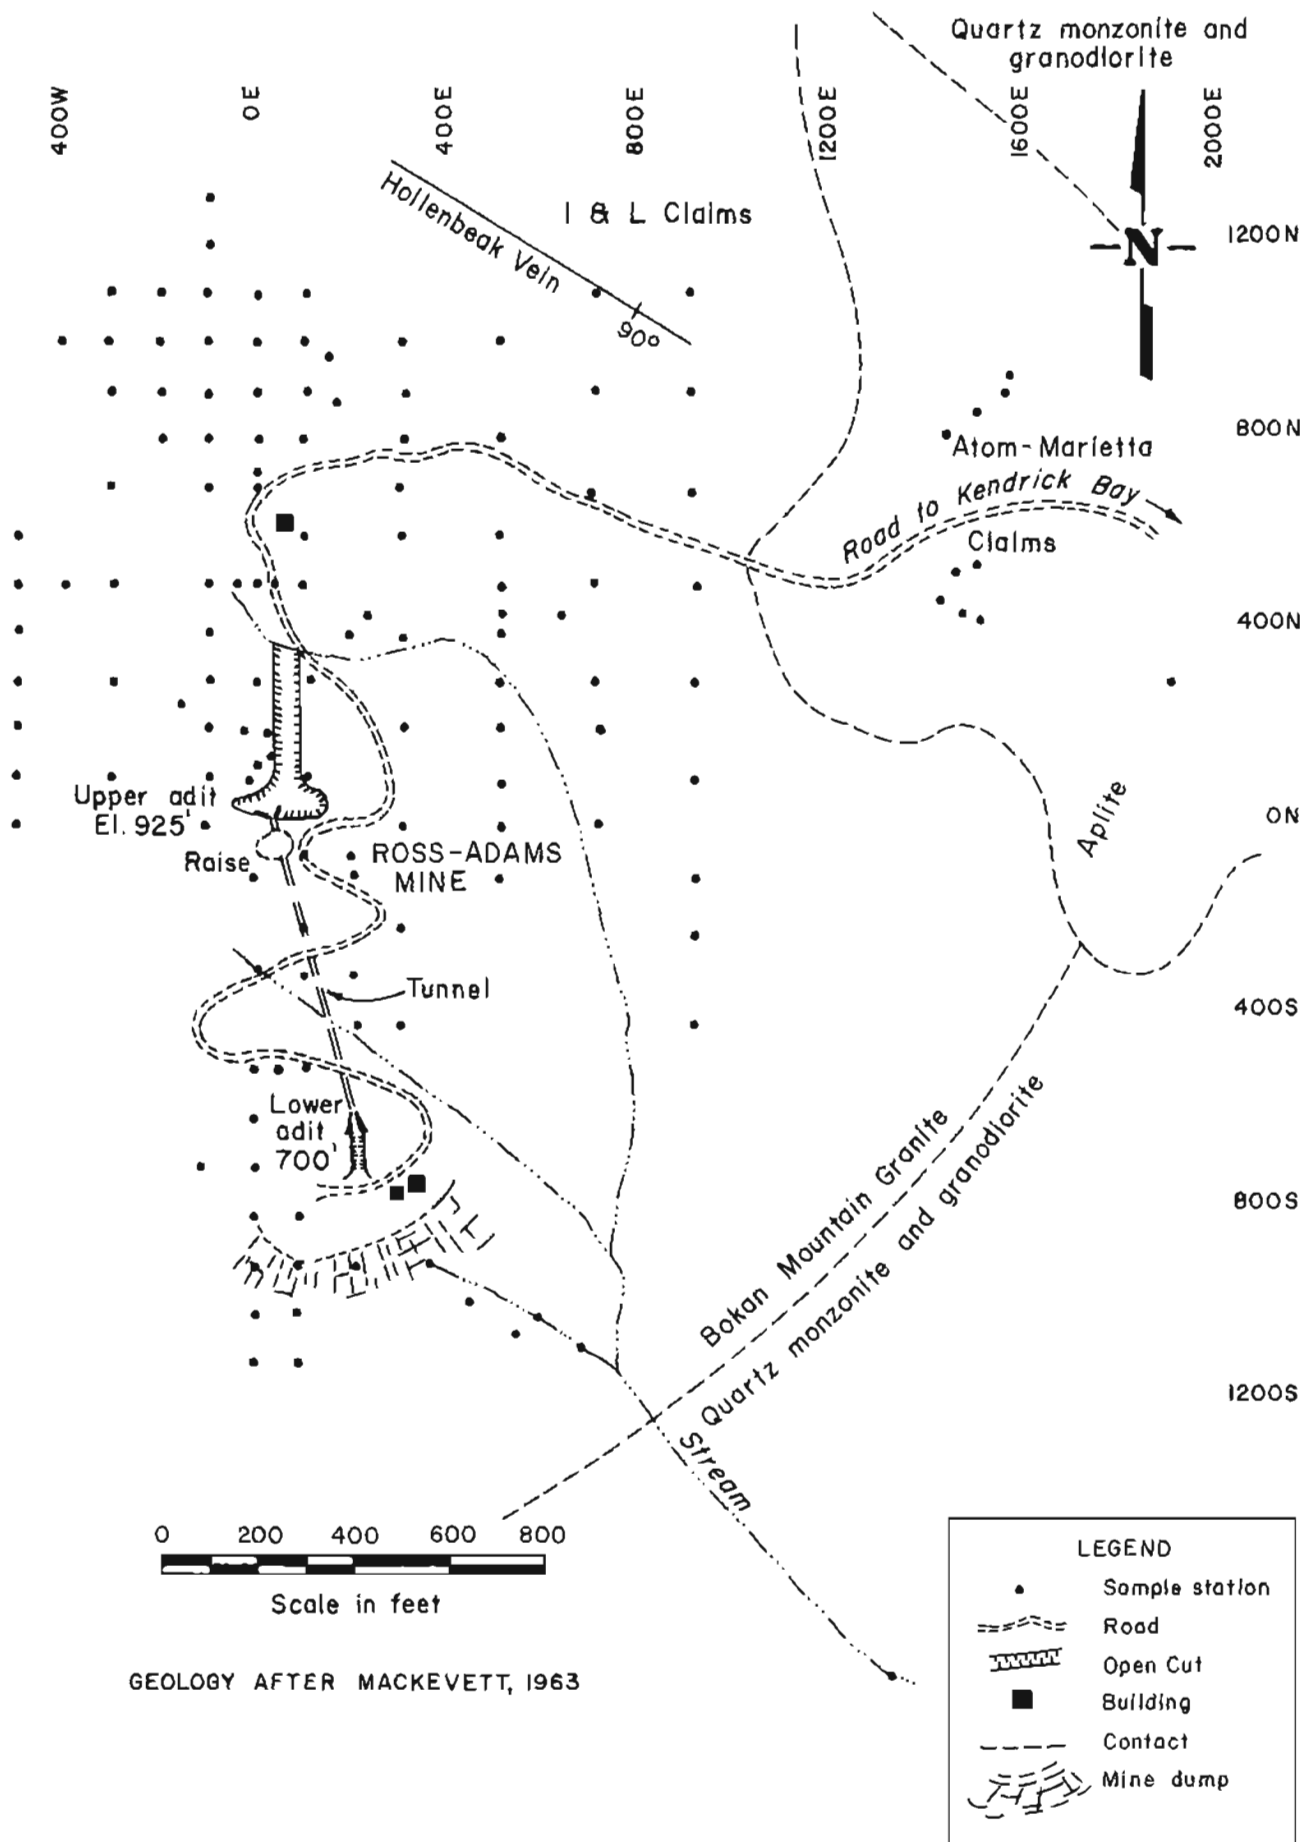 Quartz monzonite and
granodiorite
400W
0E
400E
800E
1200E
1600E
2000E
Hollenbeak Vein
90°
I & L Claims
N
1200N
800N
Atom-Marietta
Road to Kendrick Bay
Claims
400N
Upper adit
El. 925'
Raise
ROSS-ADAMS
MINE
Aplite
0N
Tunnel
400S
Lower
adit
700'
Bokan Mountain Granite
Quartz monzonite and granodiorite
800S
1200S
Stream
0 200 400 600 800
Scale in feet
GEOLOGY AFTER MACKEVETT, 1963
LEGEND
Sample station
Road
Open Cut
Building
Contact
Mine dump